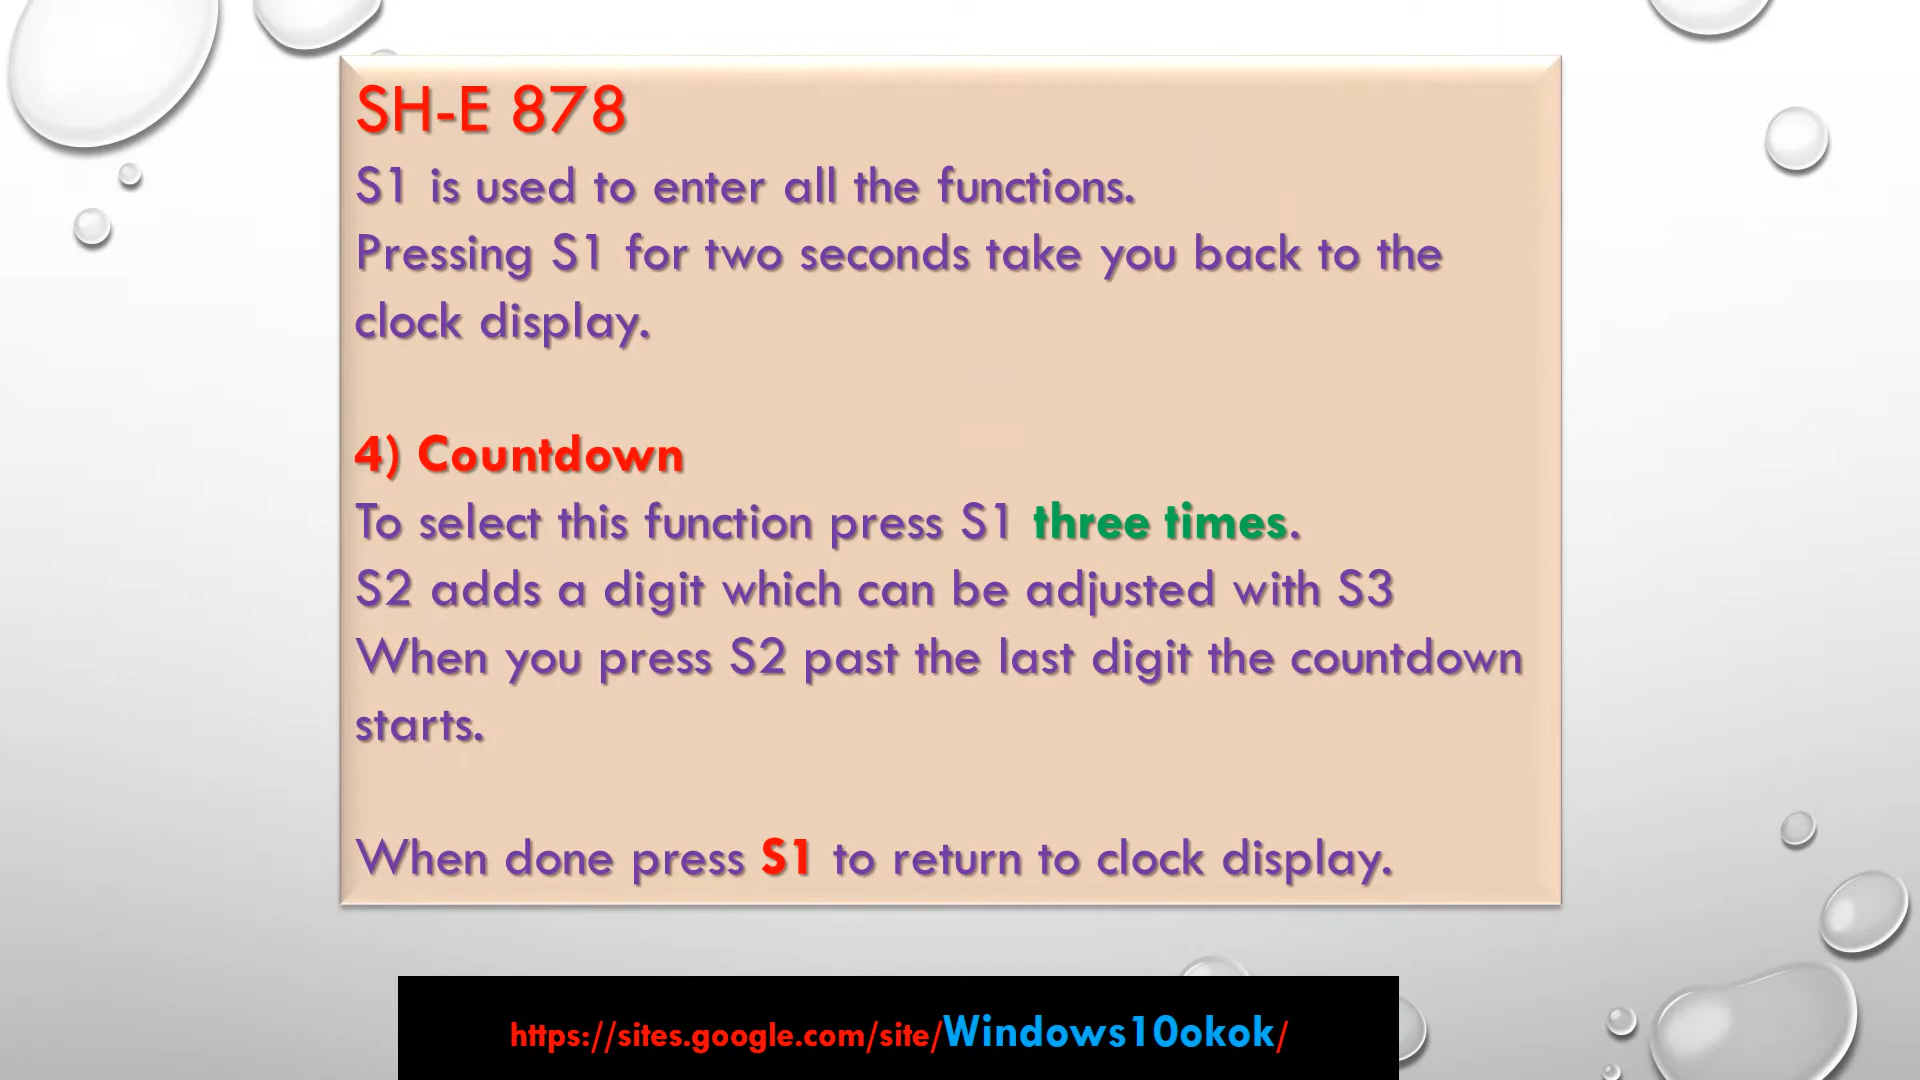 SH-E 878
S1 is used to enter all the functions.
Pressing S1 for two seconds take you back to the
clock display.
4) Countdown
To select this function press S1 three times.
S2 adds a digit which can be adjusted with S3
When you press S2 past the last digit the countdown
starts.
When done press S1 to return to clock display.
https://sites.google.com/site/Windows10okok/